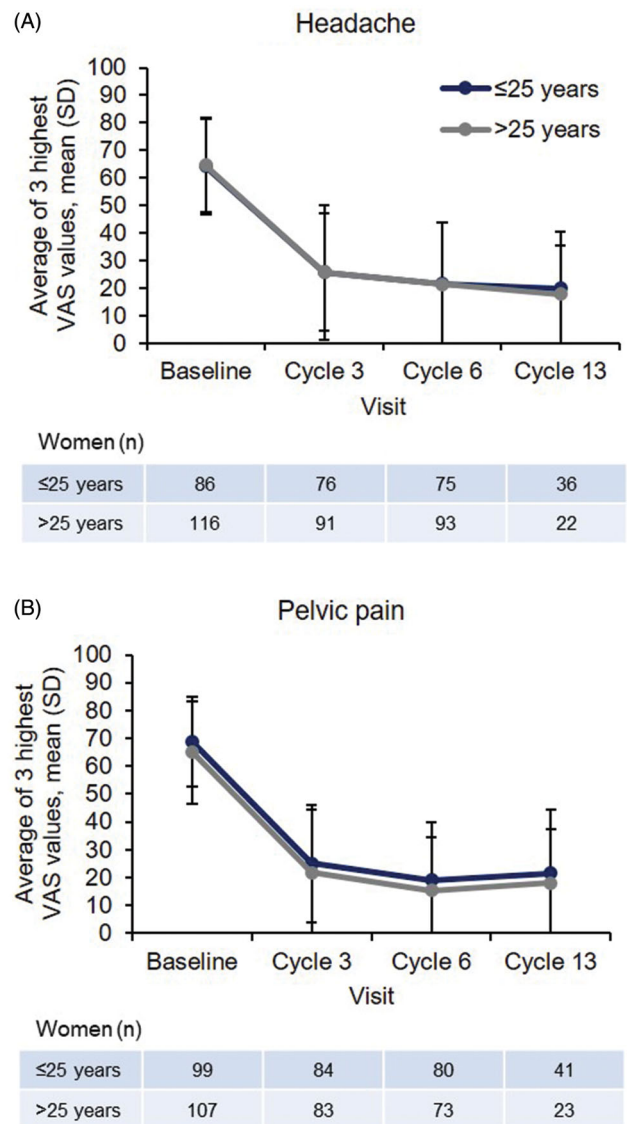 (A)
Headache
Average of 3 highest
VAS values, mean (SD)
100
90
80
70
60
50
40
30
20
10
0
≤25 years
>25 years
Baseline Cycle 3 Cycle 6 Cycle 13
Visit
Women (n)
≤25 years 86 76 75 36
>25 years 116 91 93 22
(B)
Pelvic pain
Average of 3 highest
VAS values, mean (SD)
100
90
80
70
60
50
40
30
20
10
0
Baseline Cycle 3 Cycle 6 Cycle 13
Visit
Women (n)
≤25 years 99 84 80 41
>25 years 107 83 73 23